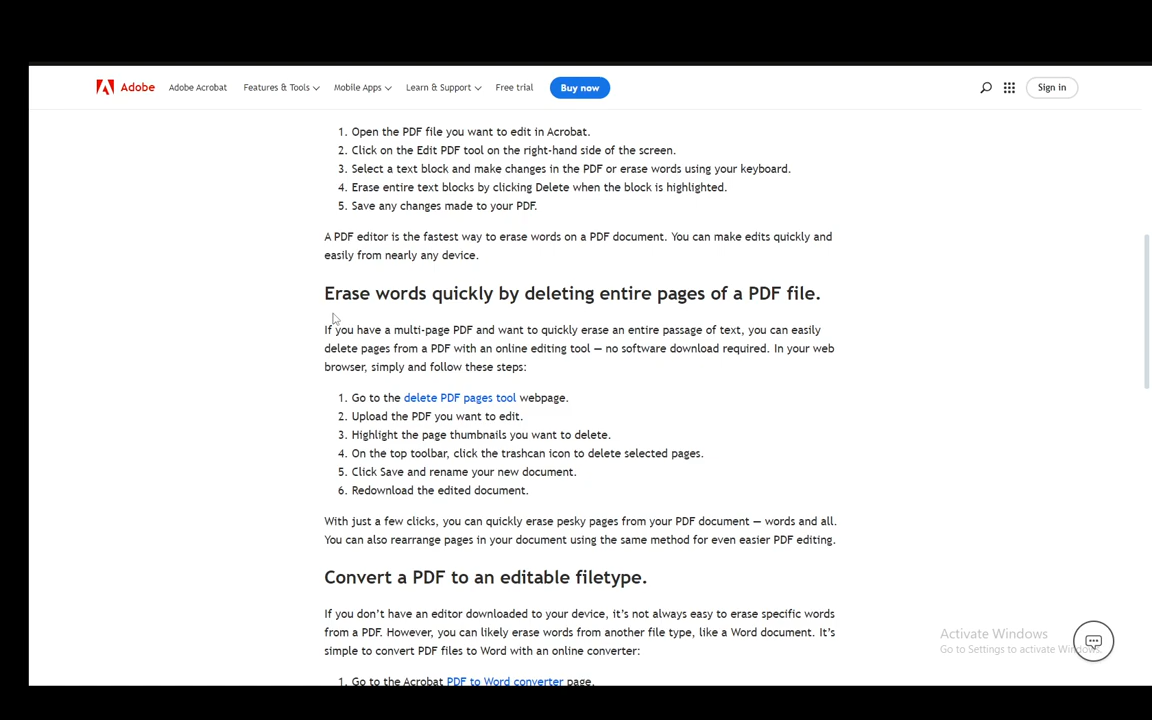 Adobe
Adobe Acrobat
Features & Tools
Mobile Apps
Learn & Support
Free trial
Buy now
Sign in
1. Open the PDF file you want to edit in Acrobat.
2. Click on the Edit PDF tool on the right-hand side of the screen.
3. Select a text block and make changes in the PDF or erase words using your keyboard.
4. Erase entire text blocks by clicking Delete when the block is highlighted.
5. Save any changes made to your PDF.
A PDF editor is the fastest way to erase words on a PDF document. You can make edits quickly and
easily from nearly any device.
Erase words quickly by deleting entire pages of a PDF file.
If you have a multi-page PDF and want to quickly erase an entire passage of text, you can easily
delete pages from a PDF with an online editing tool — no software download required. In your web
browser, simply and follow these steps:
1. Go to the delete PDF pages tool webpage.
2. Upload the PDF you want to edit.
3. Highlight the page thumbnails you want to delete.
4. On the top toolbar, click the trashcan icon to delete selected pages.
5. Click Save and rename your new document.
6. Redownload the edited document.
With just a few clicks, you can quickly erase pesky pages from your PDF document — words and all.
You can also rearrange pages in your document using the same method for even easier PDF editing.
Convert a PDF to an editable filetype.
If you don't have an editor downloaded to your device, it's not always easy to erase specific words
from a PDF. However, you can likely erase words from another file type, like a Word document. It's
simple to convert PDF files to Word with an online converter:
1. Go to the Acrobat PDF to Word converter page.
Activate Windows
Go to Settings to activate Windows.